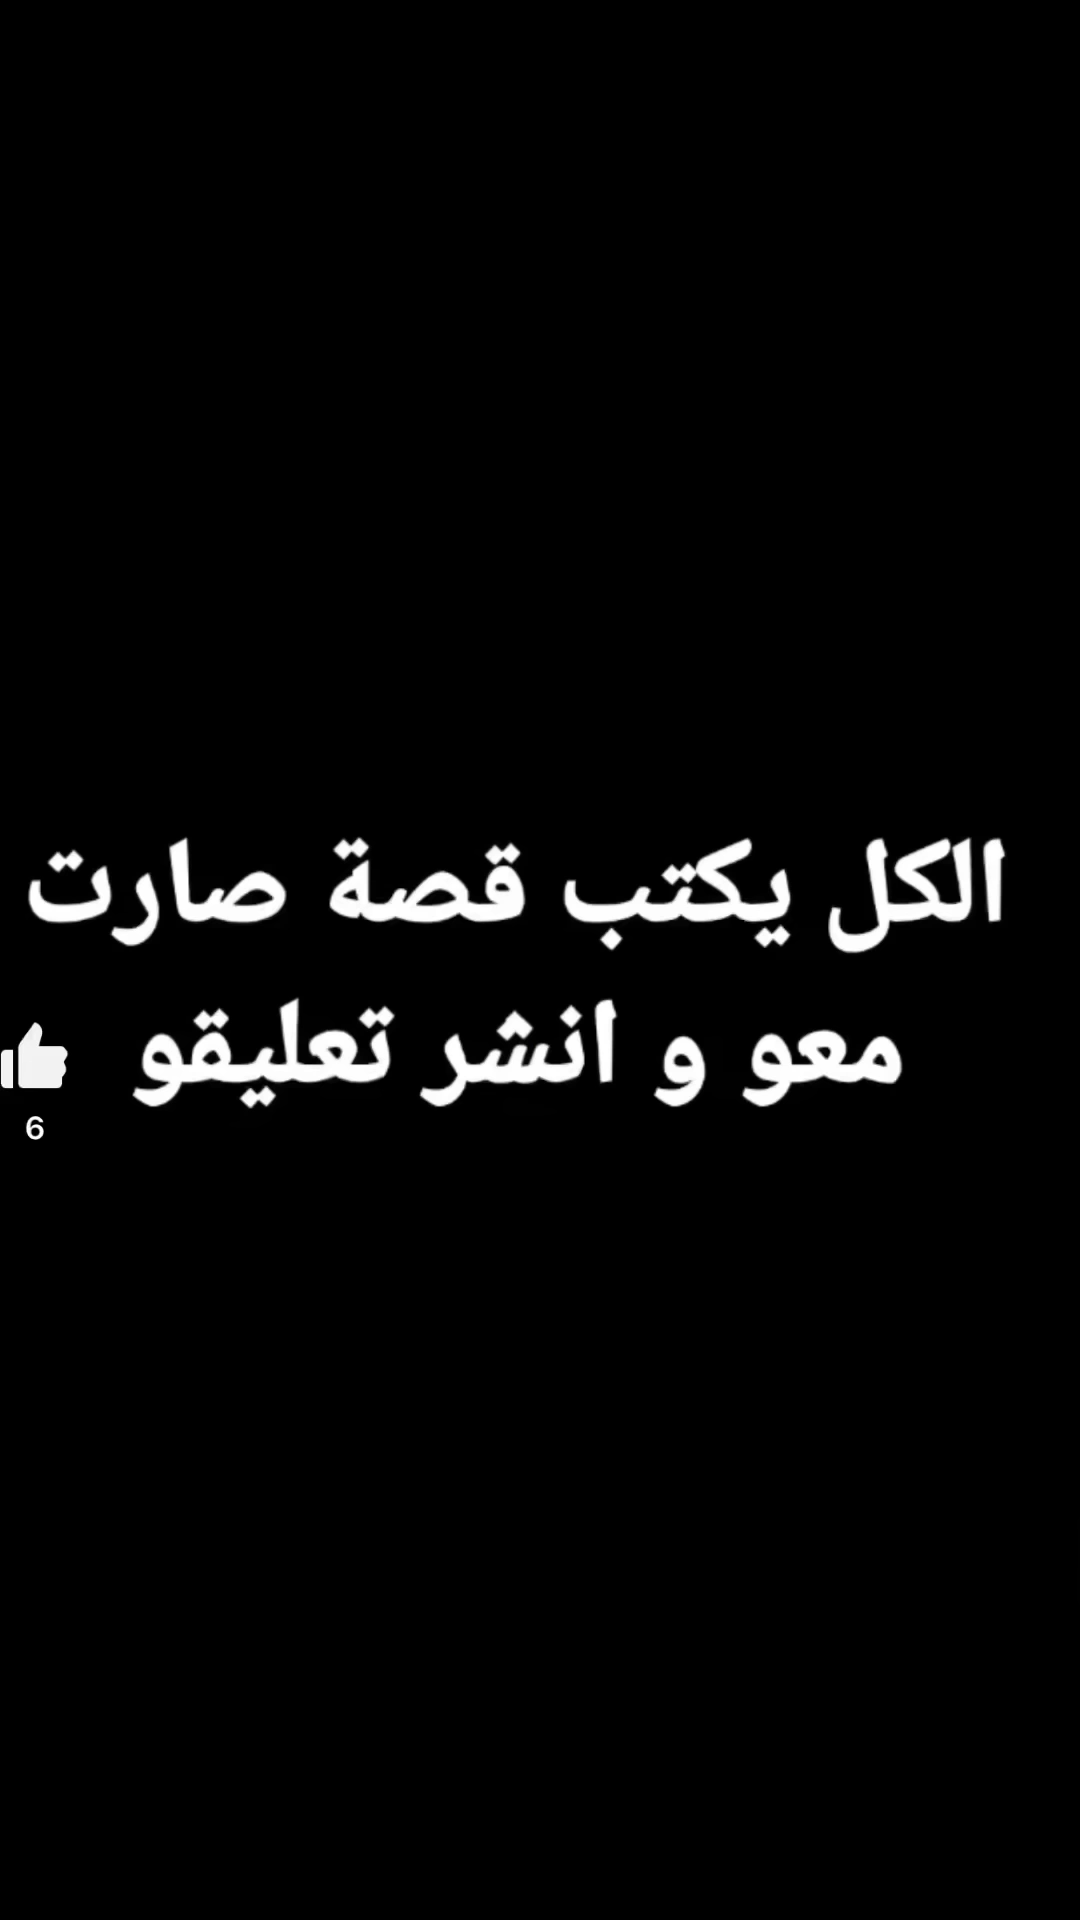 الكل يكتب قصة صارت
معو و انشر تعليقو
6